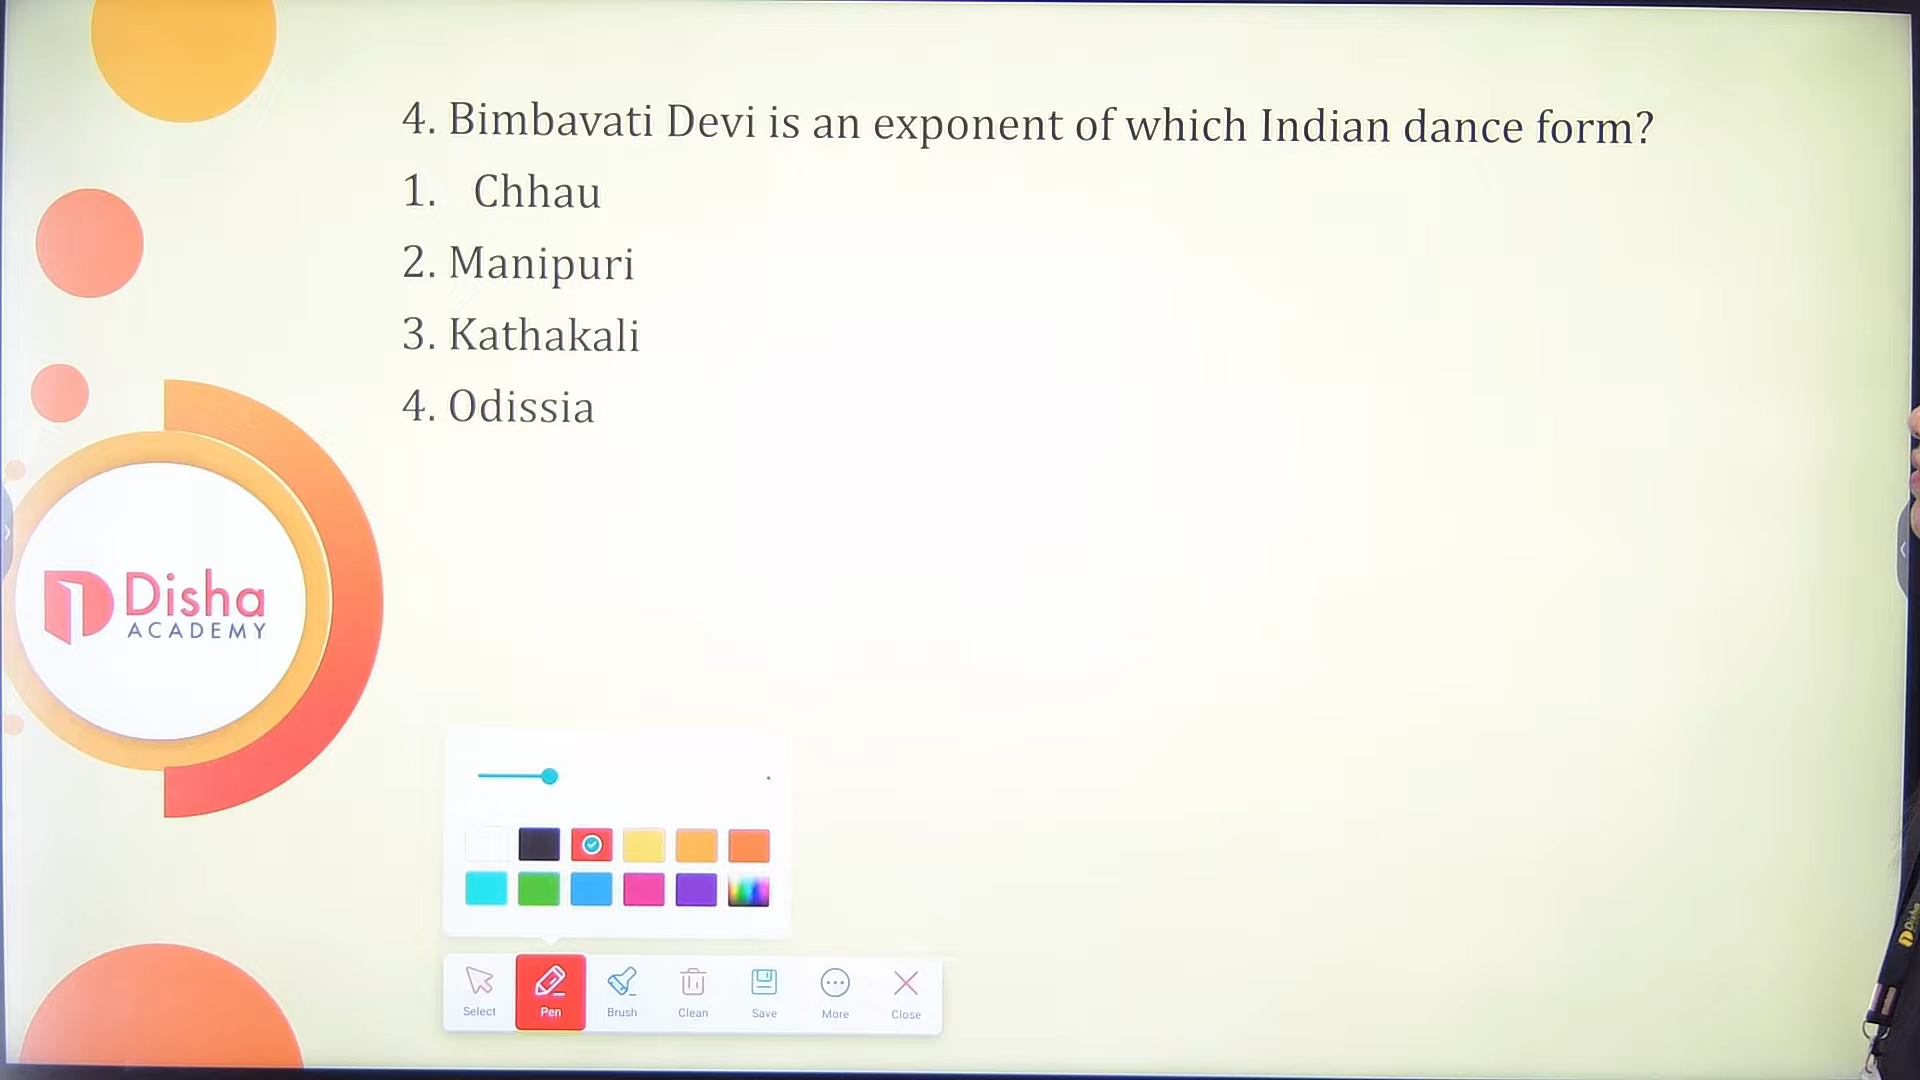 4. Bimbavati Devi is an exponent of which Indian dance form?
1. Chhau
2. Manipuri
3. Kathakali
4. Odissia
Disha
ACADEMY
Select
Pen
Brush
Clean
Save
More
Close
Disha